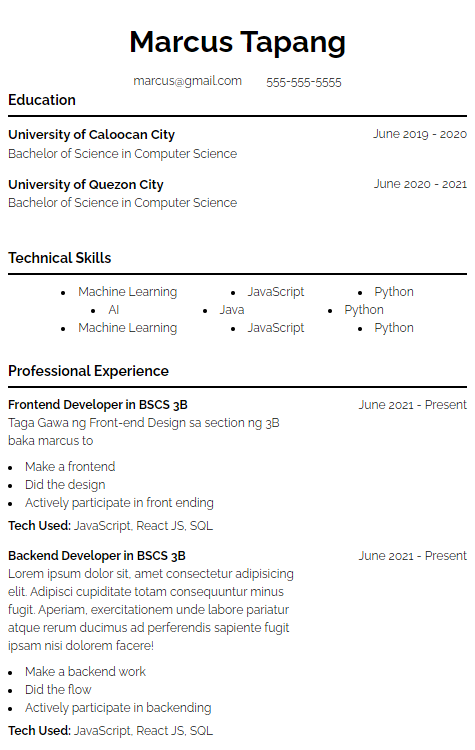 Marcus Tapang
marcus@gmail.com 555-555-5555
Education
University of Caloocan City June 2019 - 2020
Bachelor of Science in Computer Science
University of Quezon City June 2020 - 2021
Bachelor of Science in Computer Science
Technical Skills
• Machine Learning • JavaScript • Python
• AI • Java • Python
• Machine Learning • JavaScript • Python
Professional Experience
Frontend Developer in BSCS 3B June 2021 - Present
Taga Gawa ng Front-end Design sa section ng 3B
baka marcus to
• Make a frontend
• Did the design
• Actively participate in front ending
Tech Used: JavaScript, React JS, SQL
Backend Developer in BSCS 3B June 2021 - Present
Lorem ipsum dolor sit, amet consectetur adipisicing
elit. Adipisci cupiditate totam consequuntur minus
fugit. Aperiam, exercitationem unde labore pariatur
atque rerum ducimus ad perferendis sapiente fugit
ipsam nisi dolorem facere!
• Make a backend work
• Did the flow
• Actively participate in backending
Tech Used: JavaScript, React JS, SQL